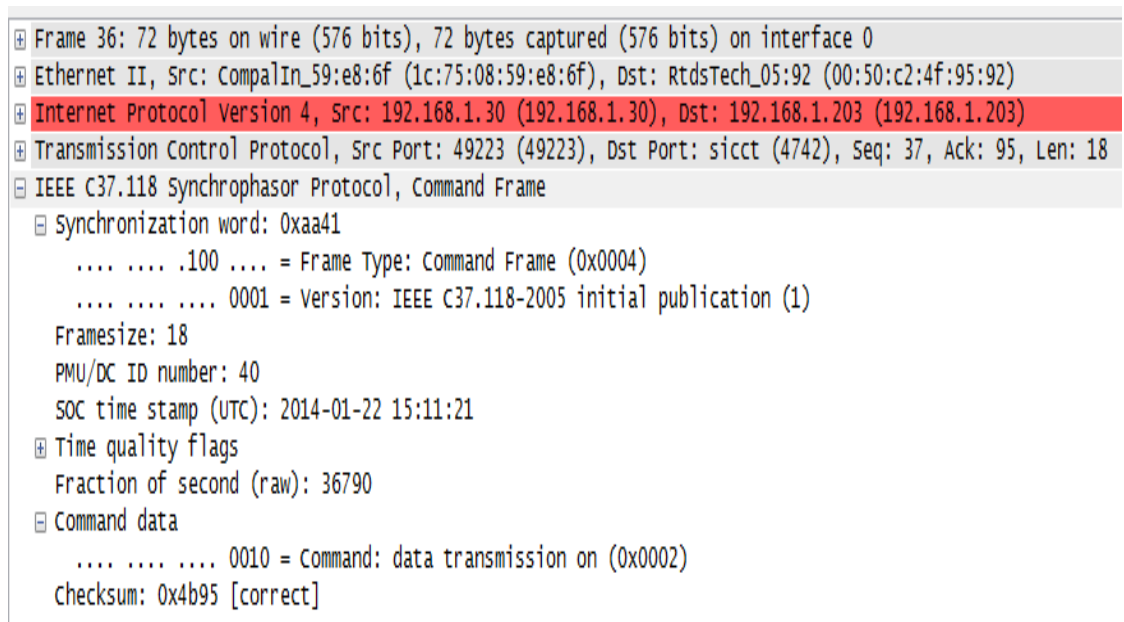 Frame 36: 72 bytes on wire (576 bits), 72 bytes captured (576 bits) on interface 0
Ethernet II, Src: CompalIn_59:e8:6f (1c:75:08:59:e8:6f), Dst: RtdsTech_05:92 (00:50:c2:4f:95:92)
Internet Protocol Version 4, Src: 192.168.1.30 (192.168.1.30), Dst: 192.168.1.203 (192.168.1.203)
Transmission Control Protocol, Src Port: 49223 (49223), Dst Port: sicct (4742), Seq: 37, Ack: 95, Len: 18
IEEE C37.118 Synchrophasor Protocol, Command Frame
Synchronization word: 0xaa41
.... .... .100 .... = Frame Type: Command Frame (0x0004)
.... .... .... 0001 = Version: IEEE C37.118-2005 initial publication (1)
Framesize: 18
PMU/DC ID number: 40
SOC time stamp (UTC): 2014-01-22 15:11:21
Time quality flags
Fraction of second (raw): 36790
Command data
.... .... .... 0010 = Command: data transmission on (0x0002)
Checksum: 0x4b95 [correct]